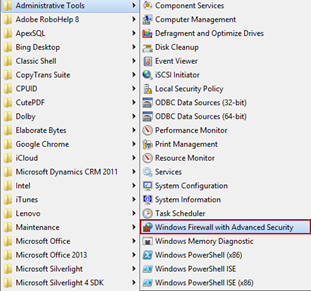 Administrative Tools
Adobe RoboHelp 8
ApexSQL
Bing Desktop
Classic Shell
CopyTrans Suite
CPUID
CutePDF
Dolby
Elaborate Bytes
Google Chrome
iCloud
Microsoft Dynamics CRM 2011
Intel
iTunes
Lenovo
Maintenance
Microsoft Office
Microsoft Office 2013
Microsoft Silverlight
Microsoft Silverlight 4 SDK
Component Services
Computer Management
Defragment and Optimize Drives
Disk Cleanup
Event Viewer
iSCSI Initiator
Local Security Policy
ODBC Data Sources (32-bit)
ODBC Data Sources (64-bit)
Performance Monitor
Print Management
Resource Monitor
Services
System Configuration
System Information
Task Scheduler
Windows Firewall with Advanced Security
Windows Memory Diagnostic
Windows PowerShell (x86)
Windows PowerShell ISE
Windows PowerShell ISE (x86)